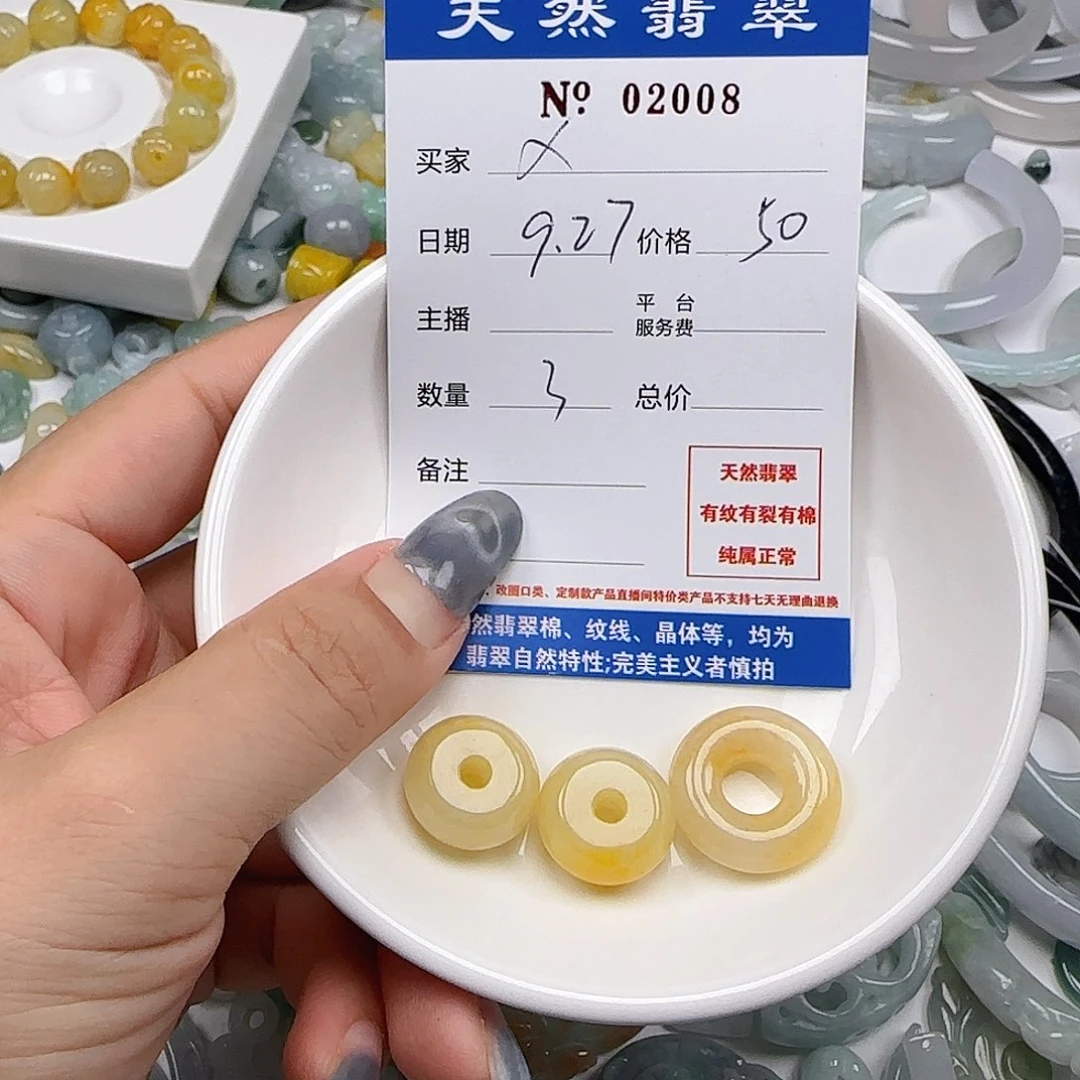 天然翡翠
Nº 02008
买家 X
日期 9.27 价格 50
主播 平台服务费
数量 3 总价
备注
天然翡翠
有纹有裂有棉
纯属正常
改圈口类、定制款产品直播间特价类产品不支持七天无理由退换
然翡翠棉、纹线、晶体等，均为
翡翠自然特性;完美主义者慎拍